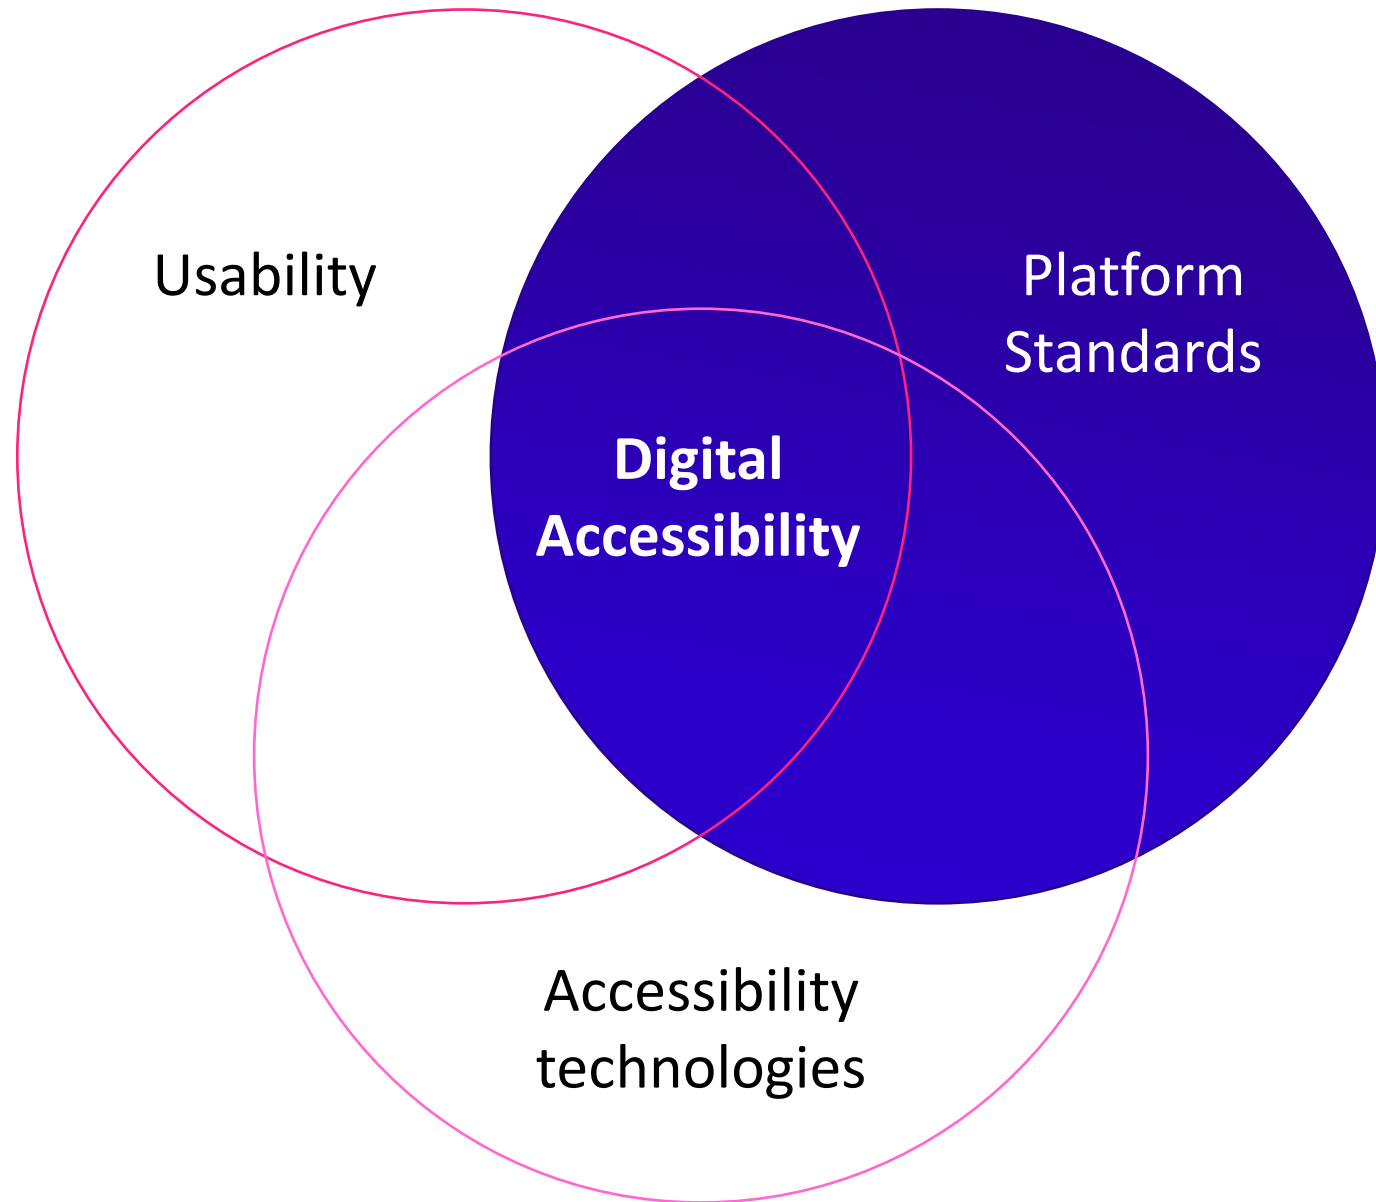 Usability
Platform
Standards
Digital
Accessibility
Accessibility
technologies